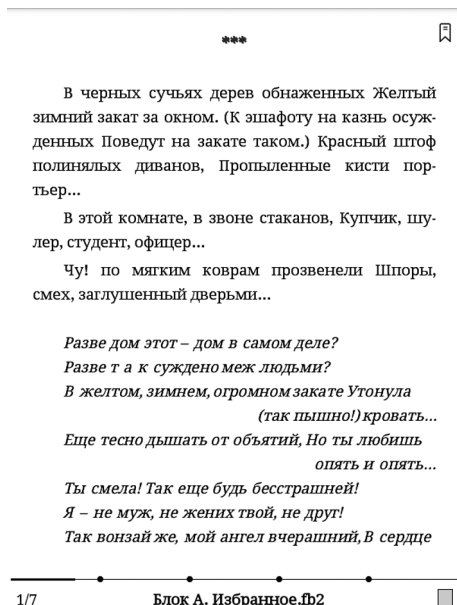 ***
В черных сучьях дерев обнаженных Желтый
зимний закат за окном. (К эшафоту на казнь осуж-
денных Поведут на закате таком.) Красный штоф
полинялых диванов, Пропыленные кисти пор-
тьер...
В этой комнате, в звоне стаканов, Купчик, шу-
лер, студент, офицер...
Чу! по мягким коврам прозвенели Шпоры,
смех, заглушенный дверьми...
Разве дом этот – дом в самом деле?
Разве т а к суждено меж людьми?
В желтом, зимнем, огромном закате Утонула
(так пышно!) кровать...
Еще тесно дышать от объятий, Но ты любишь
опять и опять...
Ты смела! Так еще будь бесстрашней!
Я – не муж, не жених твой, не друг!
Так вонзай же, мой ангел вчерашний, В сердце
1/7 Блок А. Избранное.fb2